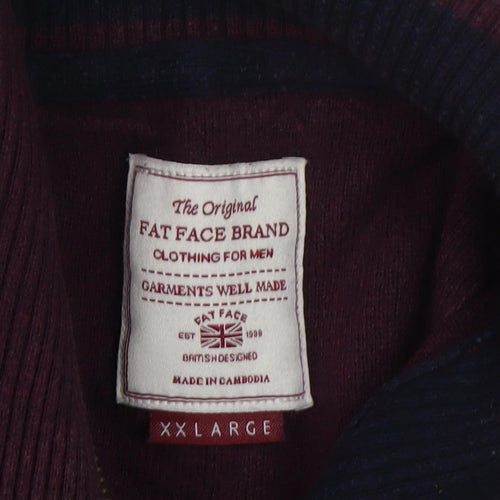 The Original
FAT FACE BRAND
CLOTHING FOR MEN
GARMENTS WELL MADE
FAT FACE
EST 1988
BRITISH DESIGNED
MADE IN CAMBODIA
XXLARGE